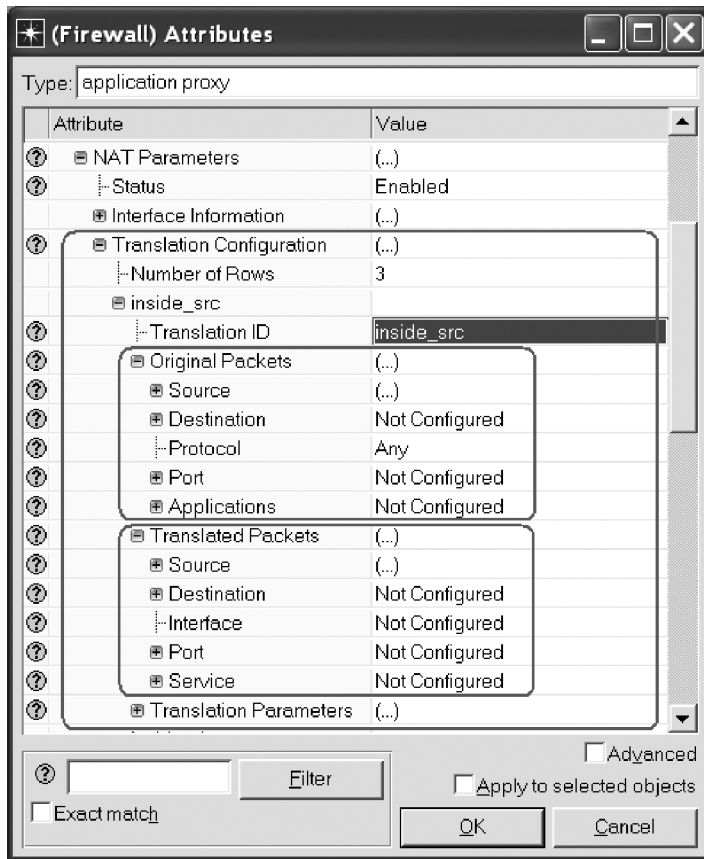 (Firewall) Attributes
Type: application proxy
Attribute Value
NAT Parameters (...)
Status Enabled
Interface Information (...)
Translation Configuration (...)
Number of Rows 3
inside_src
Translation ID inside_src
Original Packets (...)
Source (...)
Destination Not Configured
Protocol Any
Port Not Configured
Applications Not Configured
Translated Packets (...)
Source (...)
Destination Not Configured
Interface Not Configured
Port Not Configured
Service Not Configured
Translation Parameters (...)
Advanced
Filter
Apply to selected objects
Exact match
OK Cancel